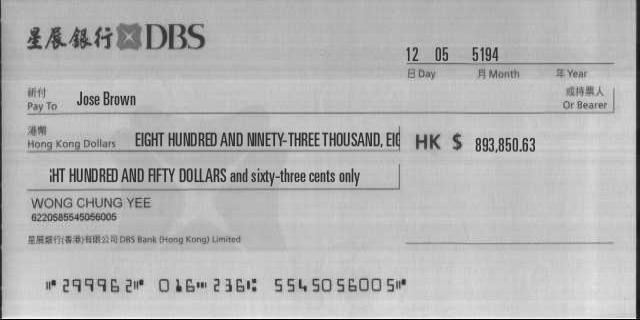 星展銀行 DBS
12 05 5194
日 Day 月 Month 年 Year
祈付
Pay To Jose Brown 或持票人
Or Bearer
港幣
Hong Kong Dollars EIGHT HUNDRED AND NINETY-THREE THOUSAND, EIG
HK $ 893,850.63
HT HUNDRED AND FIFTY DOLLARS and sixty-three cents only
WONG CHUNG YEE
6220585545056005
星展銀行(香港)有限公司 DBS Bank (Hong Kong) Limited
⑈299962⑈ 016⑉236⑆ 5545056005⑈